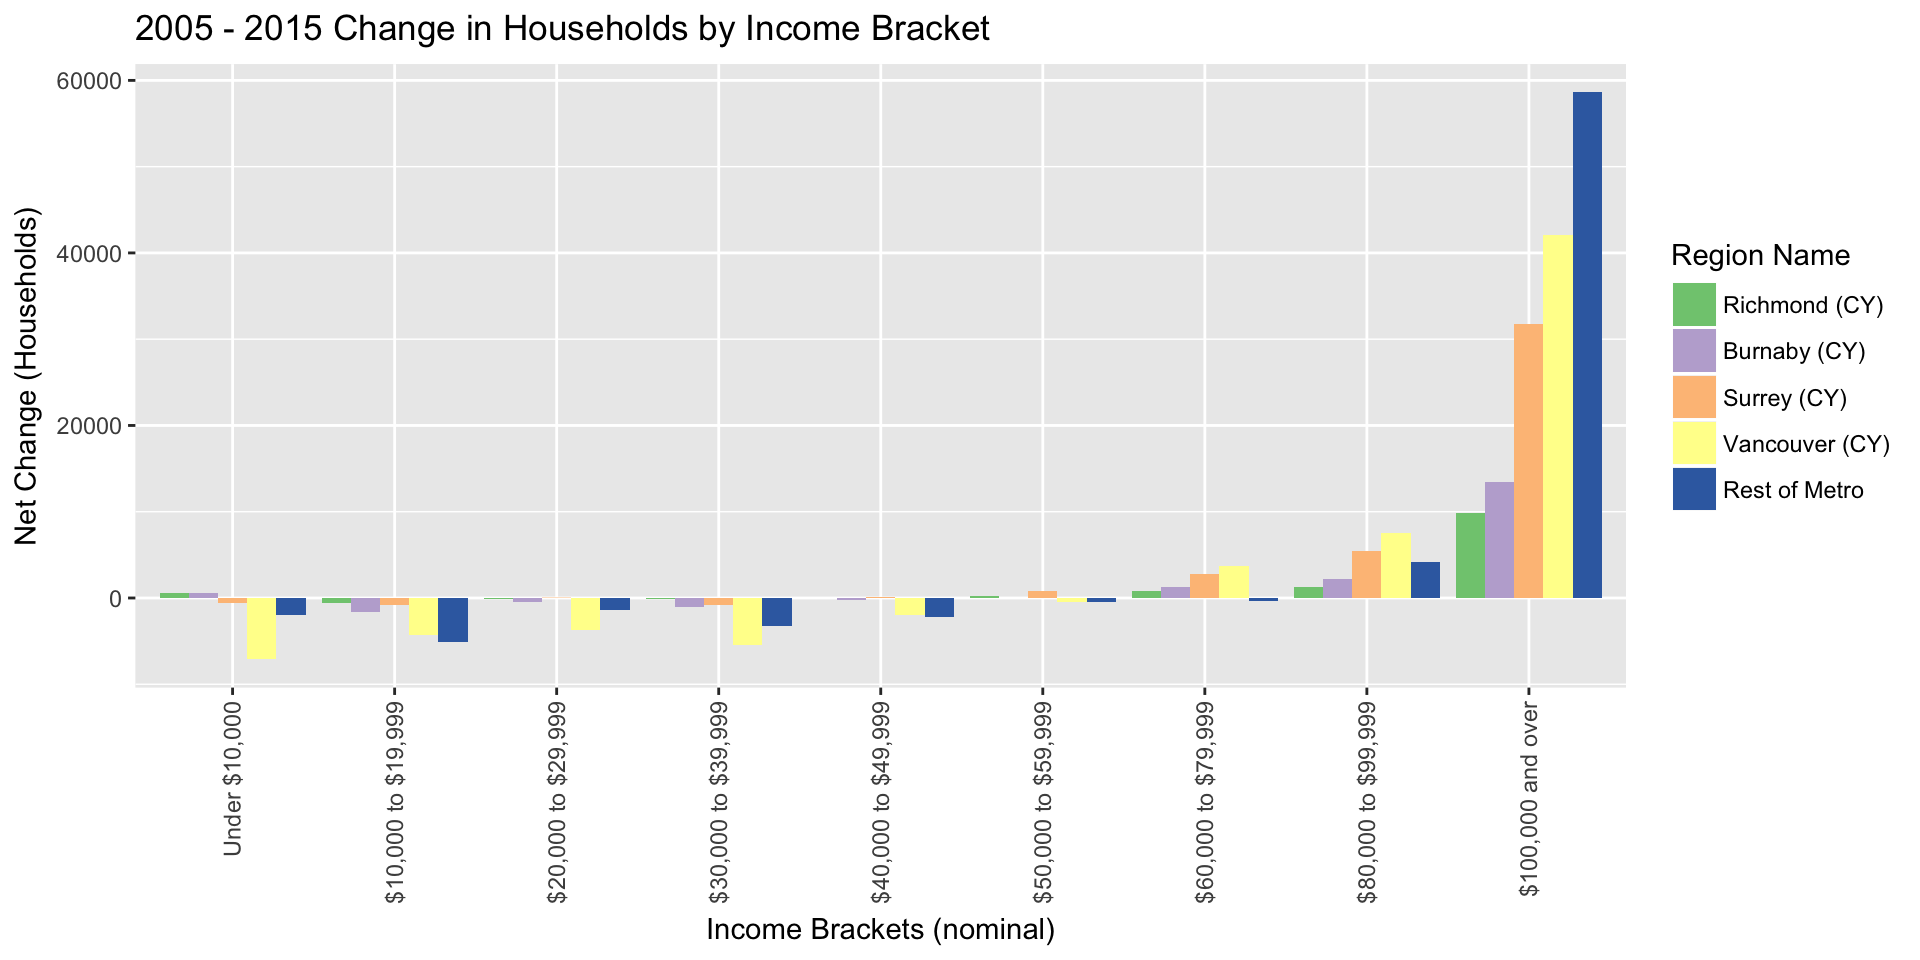 2005 - 2015 Change in Households by Income Bracket
Net Change (Households)
60000
40000
20000
0
Under $10,000
$10,000 to $19,999
$20,000 to $29,999
$30,000 to $39,999
$40,000 to $49,999
$50,000 to $59,999
$60,000 to $79,999
$80,000 to $99,999
$100,000 and over
Income Brackets (nominal)
Region Name
Richmond (CY)
Burnaby (CY)
Surrey (CY)
Vancouver (CY)
Rest of Metro